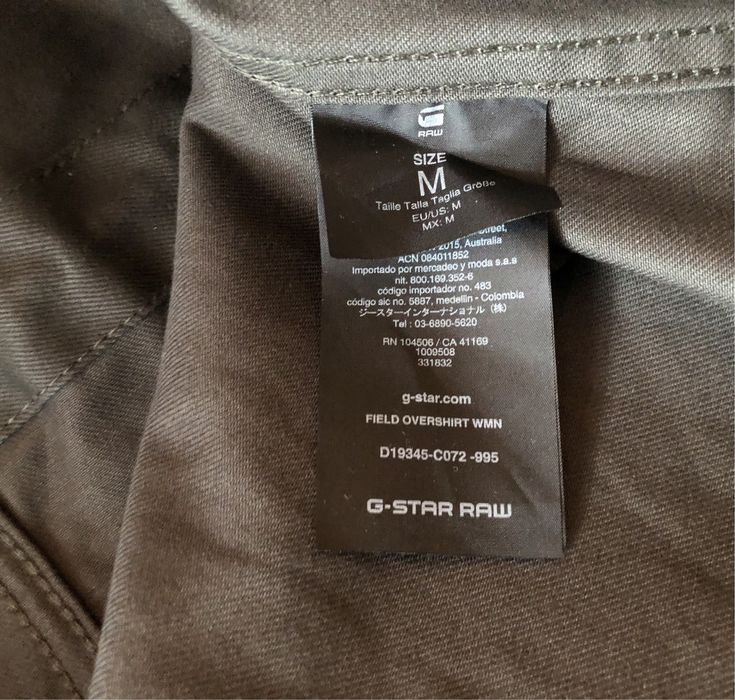 RAW
SIZE
M
Taille Talla Taglia Größe
EU/US: M
MX: M
Street,
2015, Australia
ACN 084011852
Importado por mercadeo y moda s.a.s
nit. 800.169.352-6
código importador no. 483
código sic no. 5887, medellin - Colombia
ジースターインターナショナル（株）
Tel : 03-6890-5620
RN 104506 / CA 41169
1009508
331832
g-star.com
FIELD OVERSHIRT WMN
D19345-C072 -995
G-STAR RAW